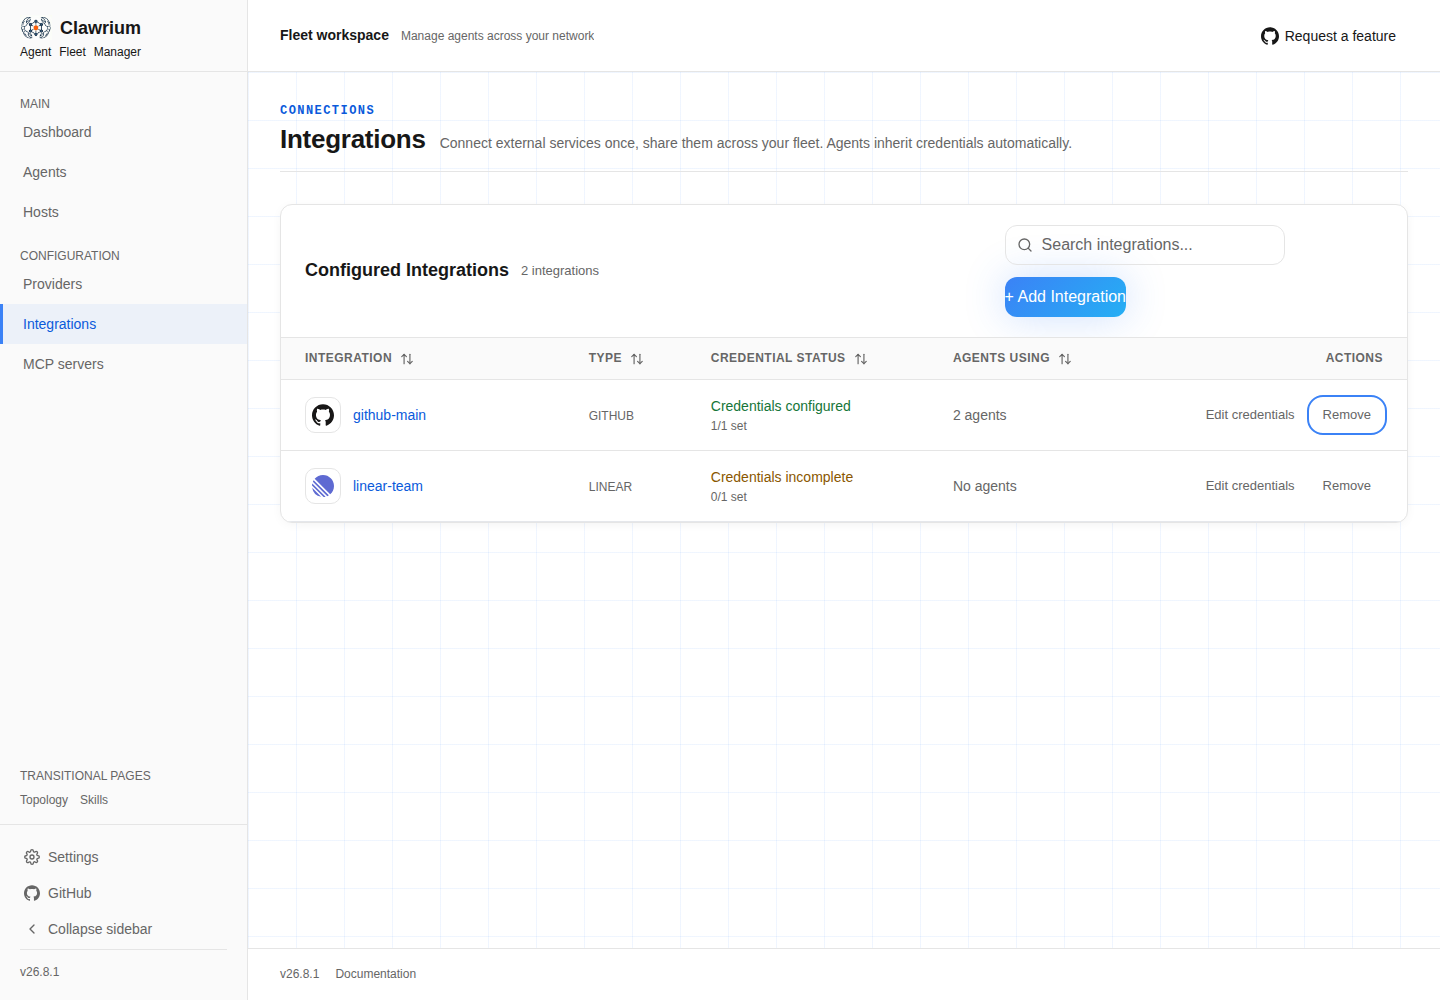 Clawrium
Agent Fleet Manager
Fleet workspace Manage agents across your network
Request a feature
MAIN
Dashboard
Agents
Hosts
CONFIGURATION
Providers
Integrations
MCP servers
TRANSITIONAL PAGES
Topology Skills
Settings
GitHub
Collapse sidebar
v26.8.1
CONNECTIONS
Integrations Connect external services once, share them across your fleet. Agents inherit credentials automatically.
Configured Integrations 2 integrations
Search integrations...
+ Add Integration
INTEGRATION TYPE CREDENTIAL STATUS AGENTS USING ACTIONS
github-main GITHUB Credentials configured 2 agents Edit credentials Remove
1/1 set
linear-team LINEAR Credentials incomplete No agents Edit credentials Remove
0/1 set
v26.8.1 Documentation